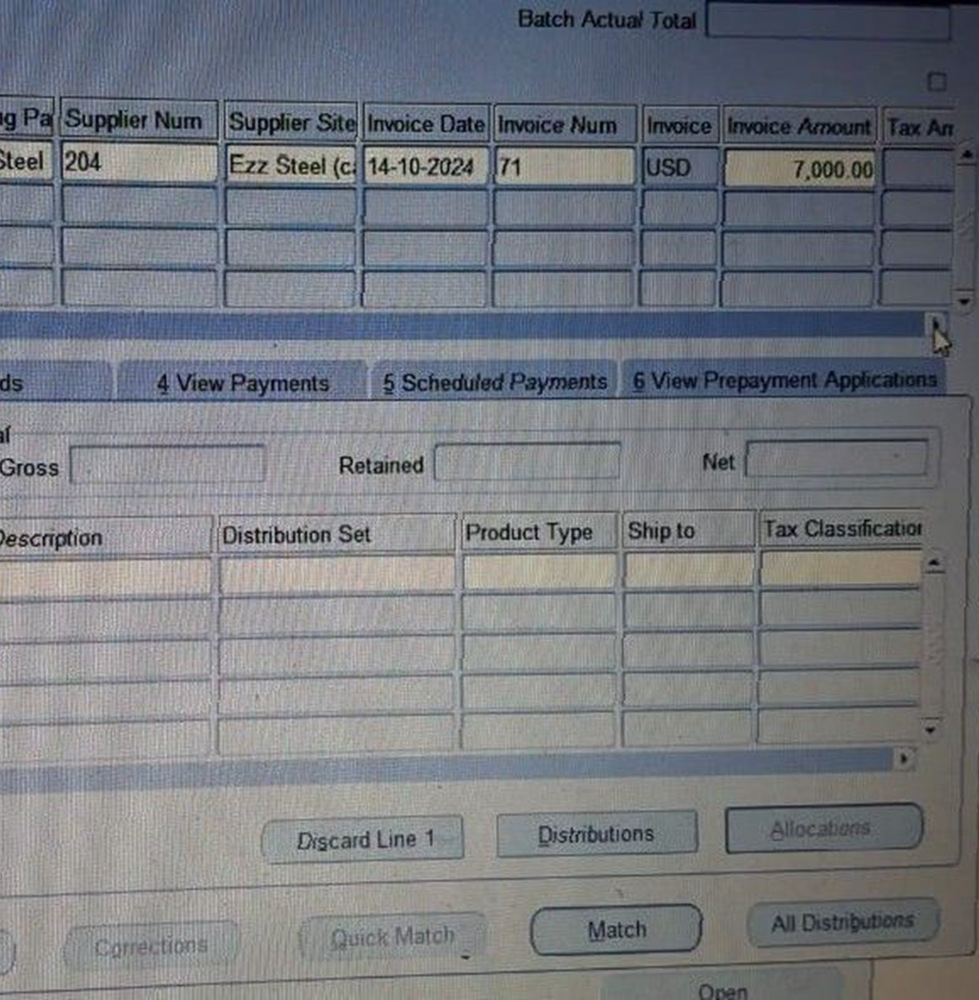 Batch Actual Total
g Pa Supplier Num Supplier Site Invoice Date Invoice Num Invoice Invoice Amount Tax Am
Steel 204 Ezz Steel (ca 14-10-2024 71 USD 7,000.00
ds 4 View Payments 5 Scheduled Payments 6 View Prepayment Applications
al
Gross Retained Net
Description Distribution Set Product Type Ship to Tax Classification
Discard Line 1 Distributions Allocations
Corrections Quick Match Match All Distributions
Open